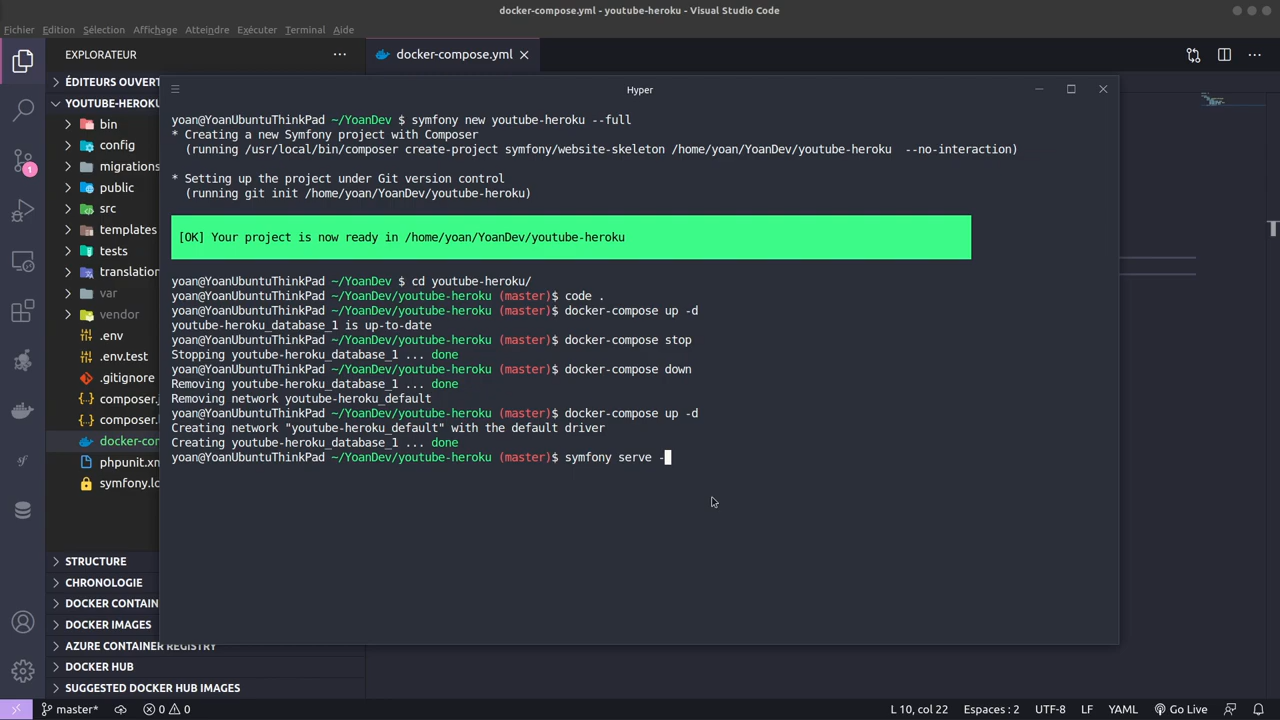 docker-compose.yml - youtube-heroku - Visual Studio Code
Fichier Edition Sélection Affichage Atteindre Exécuter Terminal Aide
EXPLORATEUR
docker-compose.yml
ÉDITEURS OUVERT
YOUTUBE-HEROKU
bin
config
migrations
public
src
templates
tests
translation
var
vendor
.env
.env.test
.gitignore
composer.j
composer.l
docker-com
phpunit.xm
symfony.lo
STRUCTURE
CHRONOLOGIE
DOCKER CONTAIN
DOCKER IMAGES
AZURE CONTAINER REGISTRY
DOCKER HUB
SUGGESTED DOCKER HUB IMAGES
Hyper
yoan@YoanUbuntuThinkPad ~/YoanDev $ symfony new youtube-heroku --full
* Creating a new Symfony project with Composer
(running /usr/local/bin/composer create-project symfony/website-skeleton /home/yoan/YoanDev/youtube-heroku  --no-interaction)
* Setting up the project under Git version control
(running git init /home/yoan/YoanDev/youtube-heroku)
[OK] Your project is now ready in /home/yoan/YoanDev/youtube-heroku
yoan@YoanUbuntuThinkPad ~/YoanDev $ cd youtube-heroku/
yoan@YoanUbuntuThinkPad ~/YoanDev/youtube-heroku (master)$ code .
yoan@YoanUbuntuThinkPad ~/YoanDev/youtube-heroku (master)$ docker-compose up -d
youtube-heroku_database_1 is up-to-date
yoan@YoanUbuntuThinkPad ~/YoanDev/youtube-heroku (master)$ docker-compose stop
Stopping youtube-heroku_database_1 ... done
yoan@YoanUbuntuThinkPad ~/YoanDev/youtube-heroku (master)$ docker-compose down
Removing youtube-heroku_database_1 ... done
Removing network youtube-heroku_default
yoan@YoanUbuntuThinkPad ~/YoanDev/youtube-heroku (master)$ docker-compose up -d
Creating network "youtube-heroku_default" with the default driver
Creating youtube-heroku_database_1 ... done
yoan@YoanUbuntuThinkPad ~/YoanDev/youtube-heroku (master)$ symfony serve -
master* 0 0 L 10, col 22 Espaces : 2 UTF-8 LF YAML Go Live